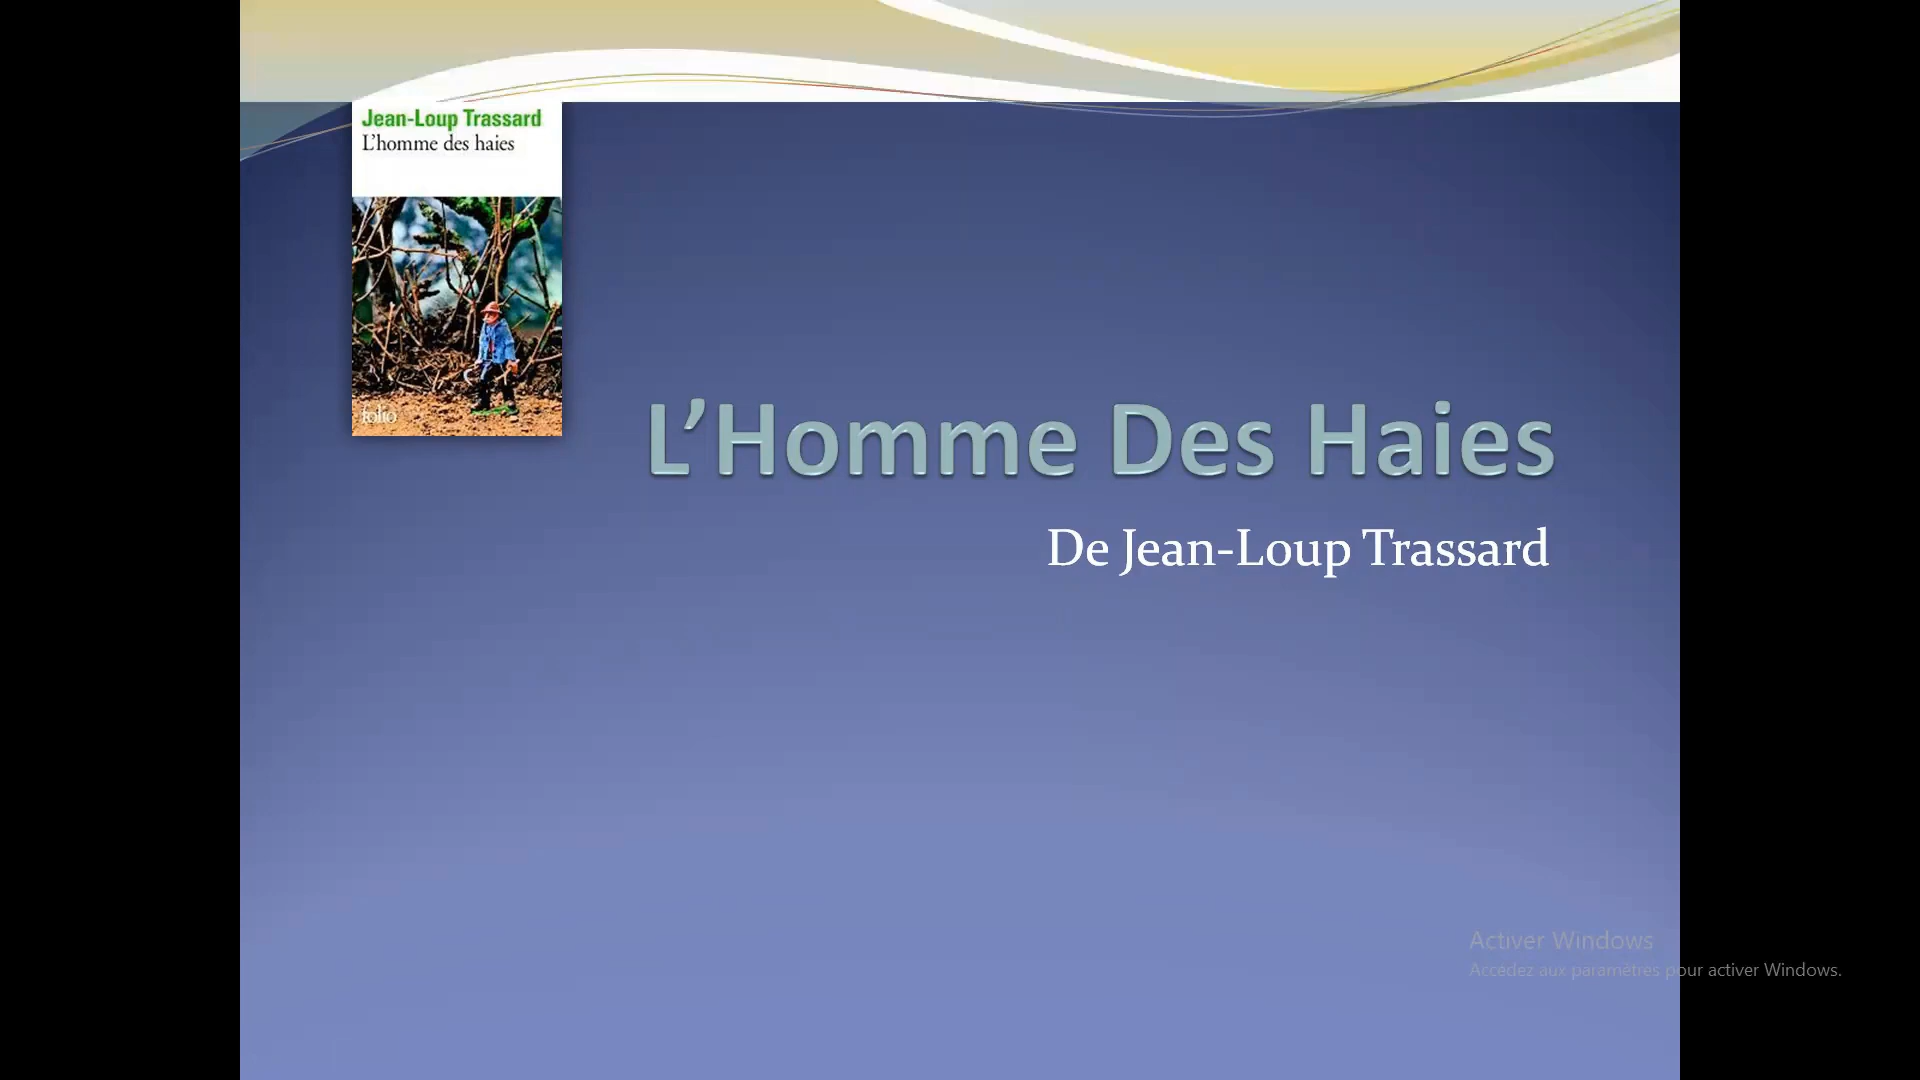 Jean-Loup Trassard
L'homme des haies
folio
L’Homme Des Haies
De Jean-Loup Trassard
Activer Windows
Accédez aux paramètres pour activer Windows.